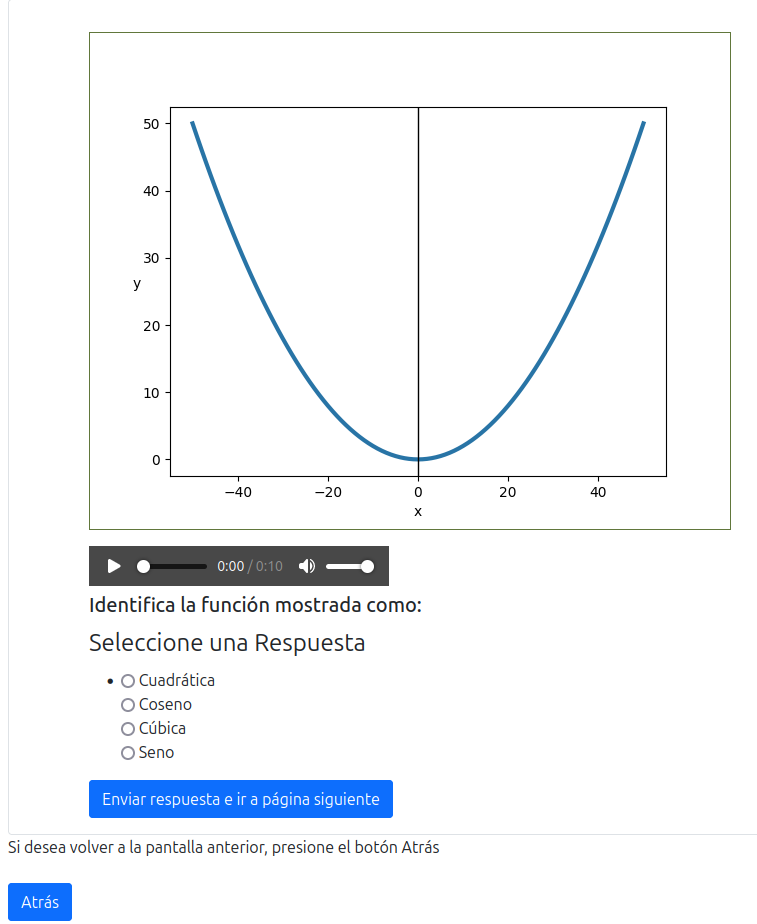 50
40
30
y
20
10
0
−40 −20 0 20 40
x
0:00 / 0:10
Identifica la función mostrada como:
Seleccione una Respuesta
Cuadrática
Coseno
Cúbica
Seno
Enviar respuesta e ir a página siguiente
Si desea volver a la pantalla anterior, presione el botón Atrás
Atrás